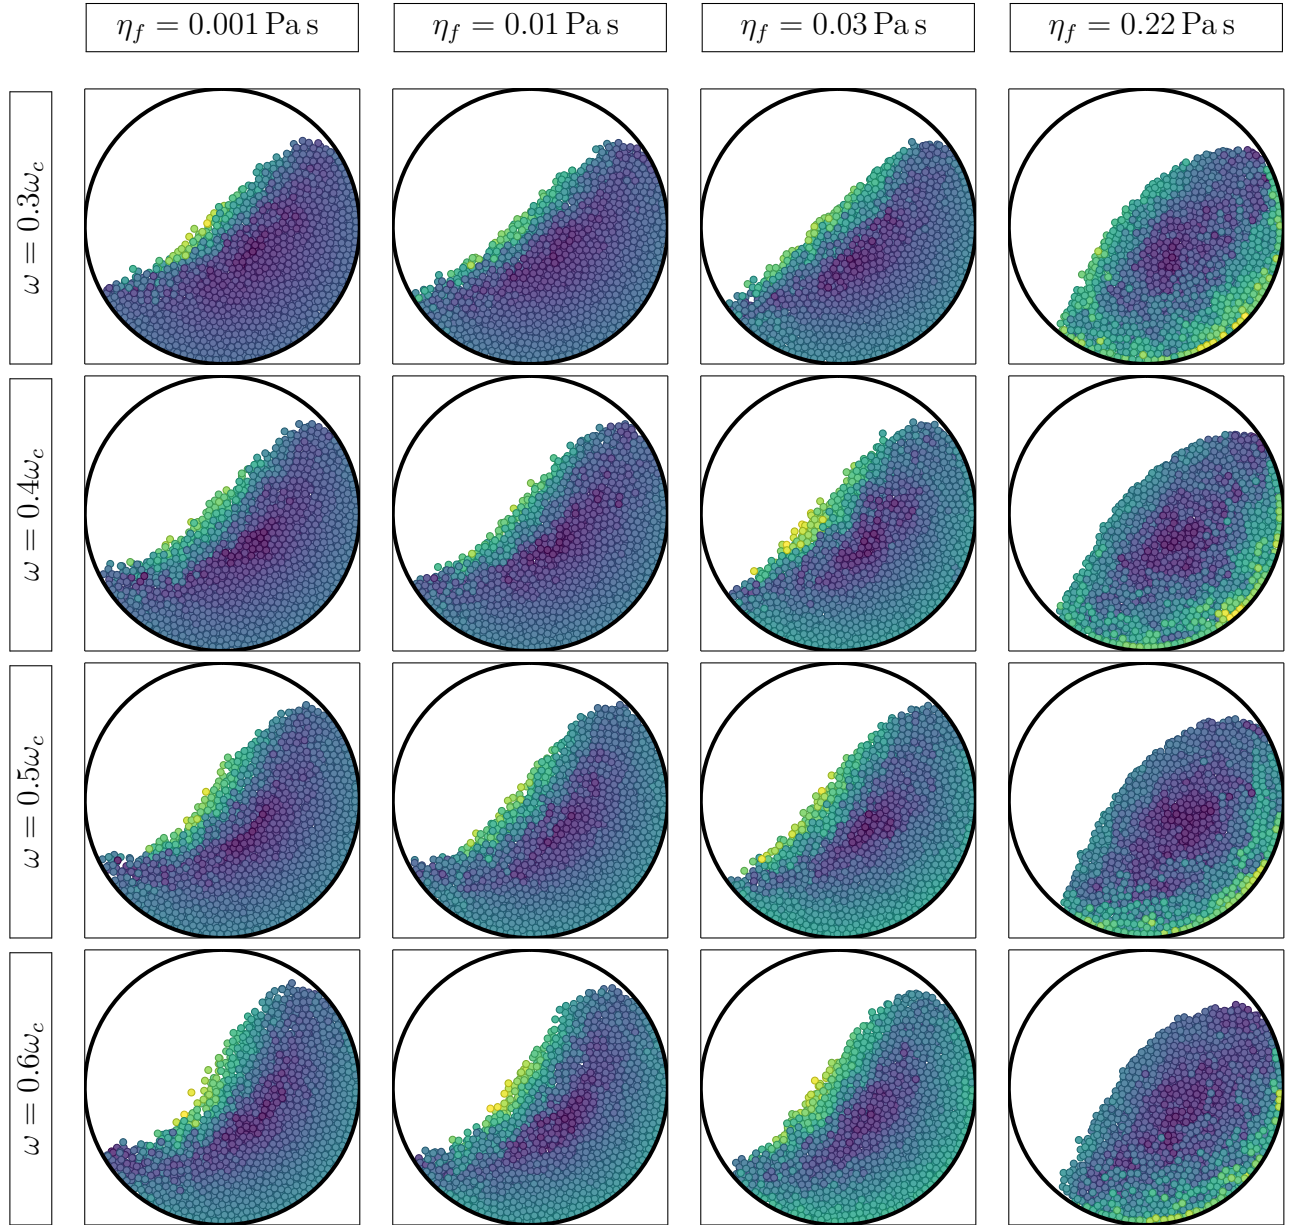 η_f = 0.001 Pa s
η_f = 0.01 Pa s
η_f = 0.03 Pa s
η_f = 0.22 Pa s
ω = 0.3ω_c
ω = 0.4ω_c
ω = 0.5ω_c
ω = 0.6ω_c